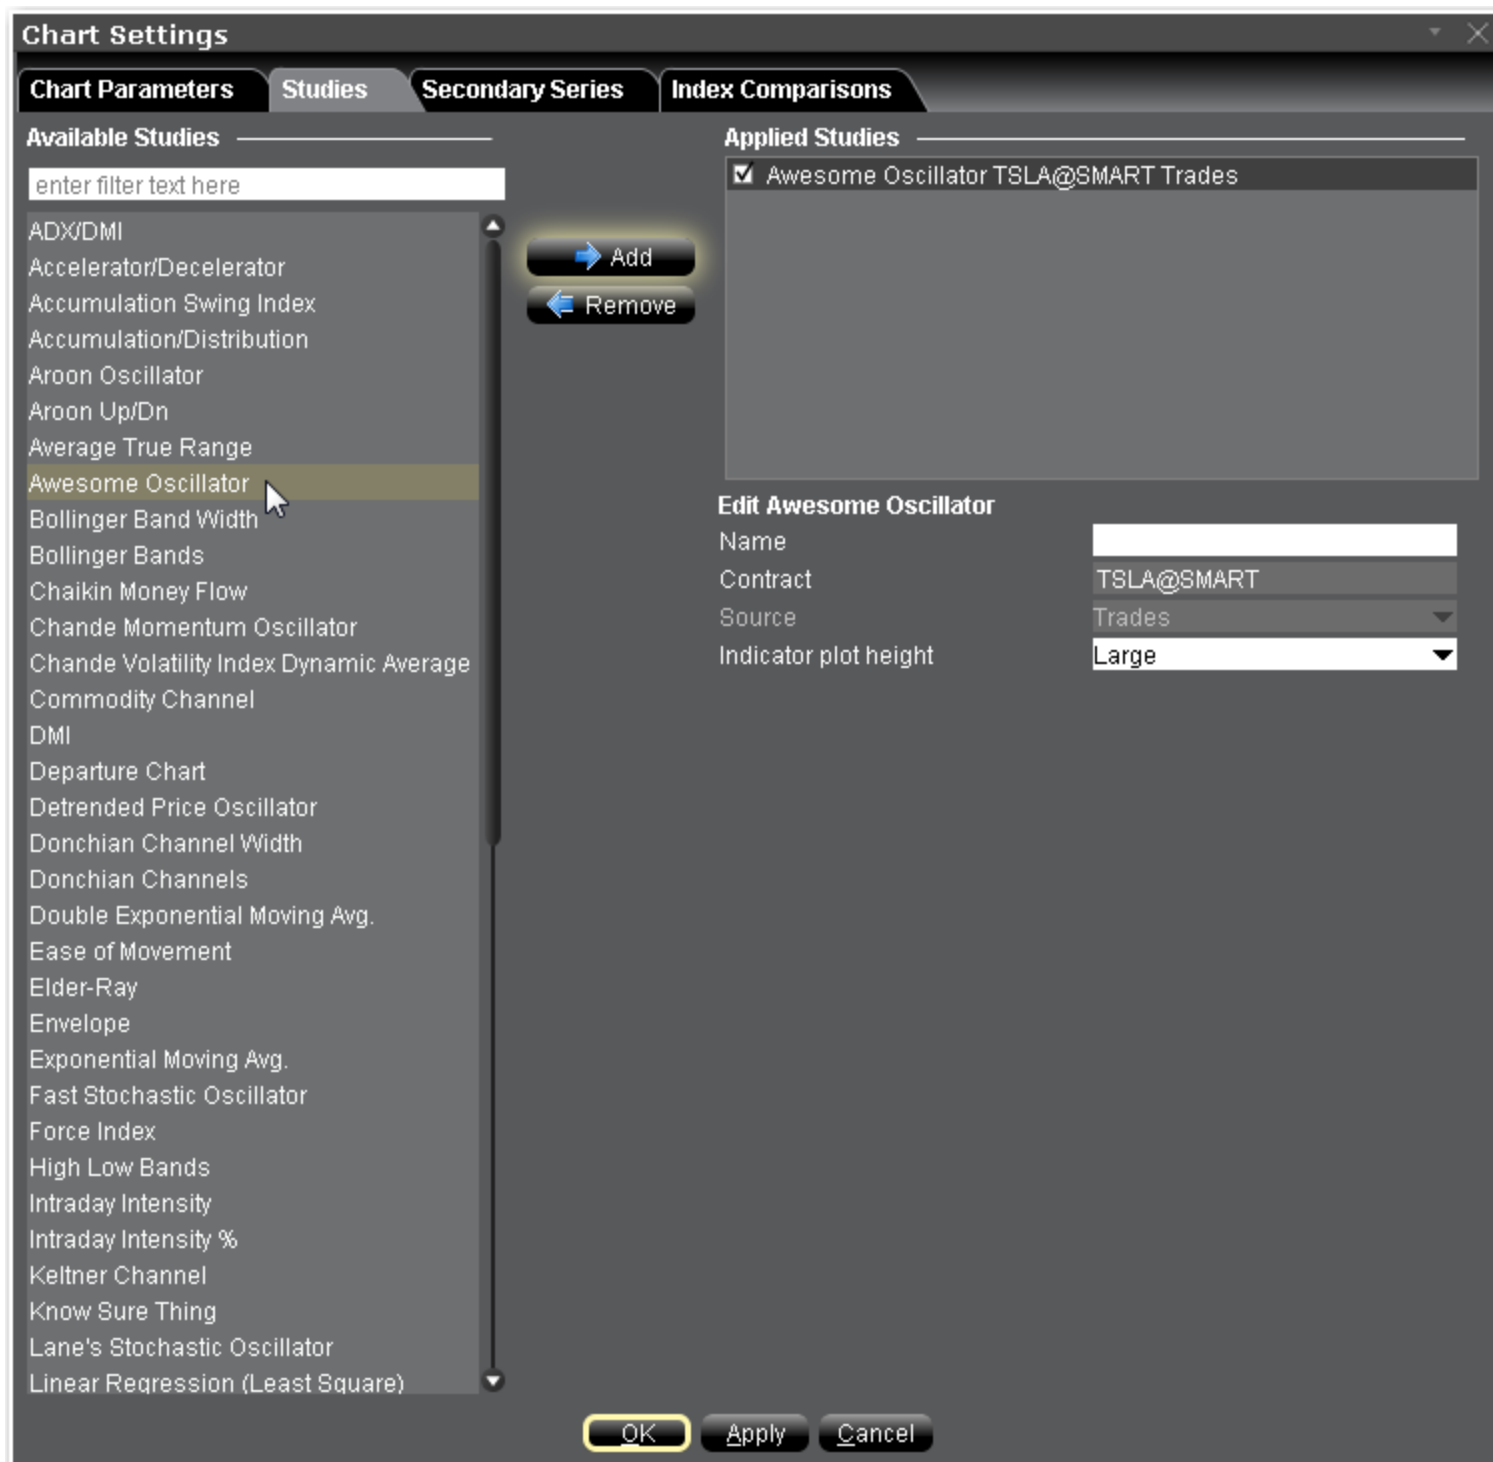 Chart Settings
Chart Parameters Studies Secondary Series Index Comparisons
Available Studies
enter filter text here
ADX/DMI
Accelerator/Decelerator
Accumulation Swing Index
Accumulation/Distribution
Aroon Oscillator
Aroon Up/Dn
Average True Range
Awesome Oscillator
Bollinger Band Width
Bollinger Bands
Chaikin Money Flow
Chande Momentum Oscillator
Chande Volatility Index Dynamic Average
Commodity Channel
DMI
Departure Chart
Detrended Price Oscillator
Donchian Channel Width
Donchian Channels
Double Exponential Moving Avg.
Ease of Movement
Elder-Ray
Envelope
Exponential Moving Avg.
Fast Stochastic Oscillator
Force Index
High Low Bands
Intraday Intensity
Intraday Intensity %
Keltner Channel
Know Sure Thing
Lane's Stochastic Oscillator
Linear Regression (Least Square)
Add
Remove
Applied Studies
Awesome Oscillator TSLA@SMART Trades
Edit Awesome Oscillator
Name
Contract TSLA@SMART
Source Trades
Indicator plot height Large
OK Apply Cancel